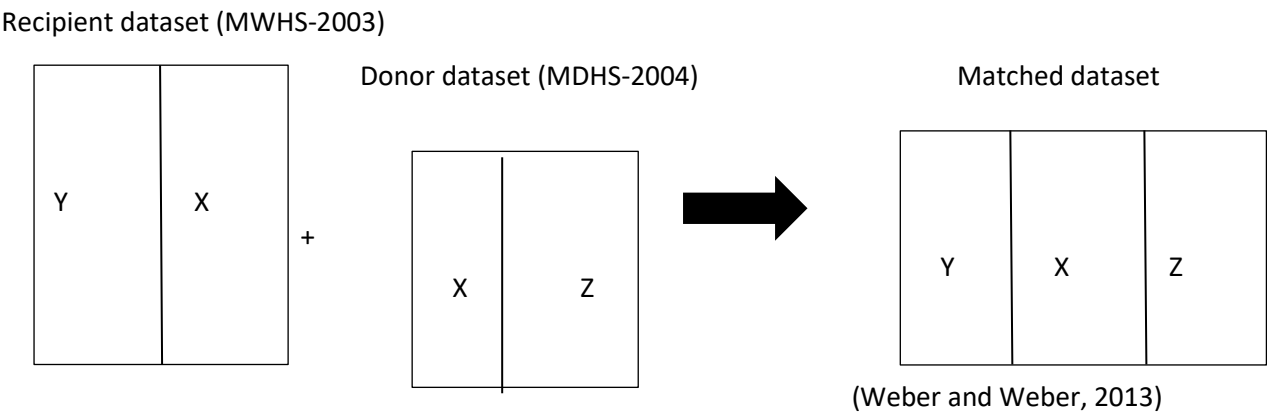 Recipient dataset (MWHS-2003)
Donor dataset (MDHS-2004)
Matched dataset
Y
X
+
X
Z
Y
X
Z
(Weber and Weber, 2013)